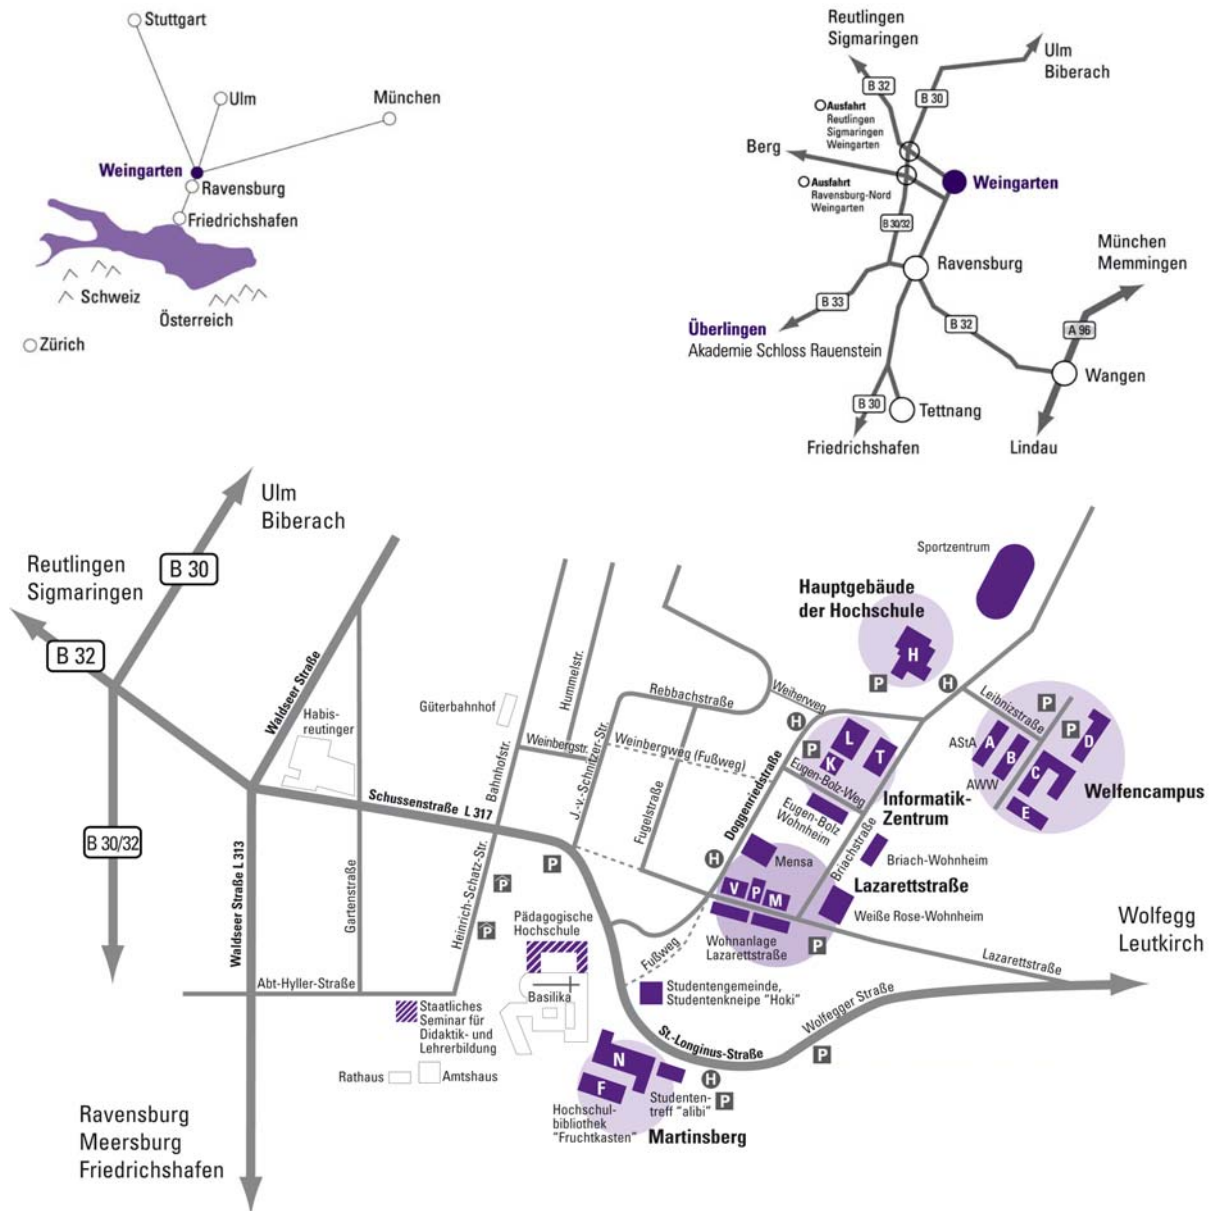 Stuttgart
Ulm
München
Weingarten
Ravensburg
Friedrichshafen
Schweiz
Österreich
Zürich
Reutlingen
Sigmaringen
Ulm
Biberach
B 32
B 30
Ausfahrt
Reutlingen
Sigmaringen
Weingarten
Berg
Ausfahrt
Ravensburg-Nord
Weingarten
Weingarten
B 30/32
München
Memmingen
Ravensburg
B 33
B 32
Überlingen
Akademie Schloss Rauenstein
A 96
Wangen
B 30
Tettnang
Friedrichshafen
Lindau
Ulm
Biberach
Reutlingen
Sigmaringen
B 30
B 32
B 30/32
Waldseer Straße
Habis-
reutinger
Güterbahnhof
Bahnhofstr.
Hummelstr.
Weinbergstr.
J.-v.-Schnitzer-Str.
Rebbachstraße
Weinbergweg (Fußweg)
Fugelstraße
Schussenstraße L 317
Waldseer Straße L 313
Gartenstraße
Heinrich-Schatz-Str.
Abt-Hyller-Straße
Sportzentrum
Hauptgebäude
der Hochschule
H
P
H
Weiherweg
H
P
L
K
T
Eugen-Bolz-Weg
Doggenriedstraße
Eugen-Bolz
Wohnheim
Informatik-
Zentrum
Leibnizstraße
P
P
AStA
A
B
C
D
E
AWW
Welfencampus
Briachstraße
Briach-Wohnheim
H
Mensa
V
P
M
Lazarettstraße
Weiße Rose-Wohnheim
Wohnanlage
Lazarettstraße
P
Lazarettstraße
Wolfegg
Leutkirch
P
P
P
Pädagogische
Hochschule
Basilika
Fußweg
Studentengemeinde,
Studentenkneipe "Hoki"
Staatliches
Seminar für
Didaktik- und
Lehrerbildung
Rathaus
Amtshaus
St.-Longinus-Straße
Wolfegger Straße
P
N
F
H
P
Studenten-
treff "alibi"
Hochschul-
bibliothek
"Fruchtkasten"
Martinsberg
Ravensburg
Meersburg
Friedrichshafen